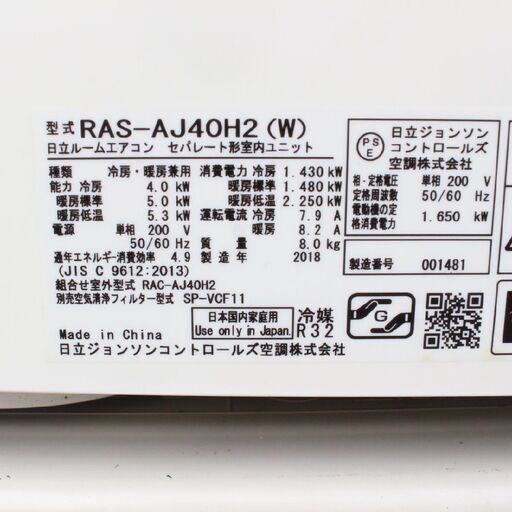 型式 RAS-AJ40H2 (W)
日立ルームエアコン セパレート形室内ユニット
種類 冷房・暖房兼用 消費電力 冷房 1.430 kW
能力 冷房 4.0 kW 暖房標準 1.480 kW
暖房標準 5.0 kW 暖房低温 2.250 kW
暖房低温 5.3 kW 運転電流 冷房 7.9 A
電源 単相 200 V 暖房 8.2 A
50/60 Hz 質量 8.0kg
通年エネルギー消費効率 4.9 製造年 2018
(JIS C 9612:2013)
組合せ室外型式 RAC-AJ40H2
別売空気清浄フィルター型式 SP-VCF11
日本国内家庭用
Use only in Japan.
冷媒
R32
Made in China
日立ジョンソンコントロールズ空調株式会社
PS
E
日立ジョンソン
コントロールズ
空調株式会社
相・定格電圧 単相 200 V
定格周波数 50/60 Hz
電動機の定格消費電力 1.650 kW
製造番号 001481
G